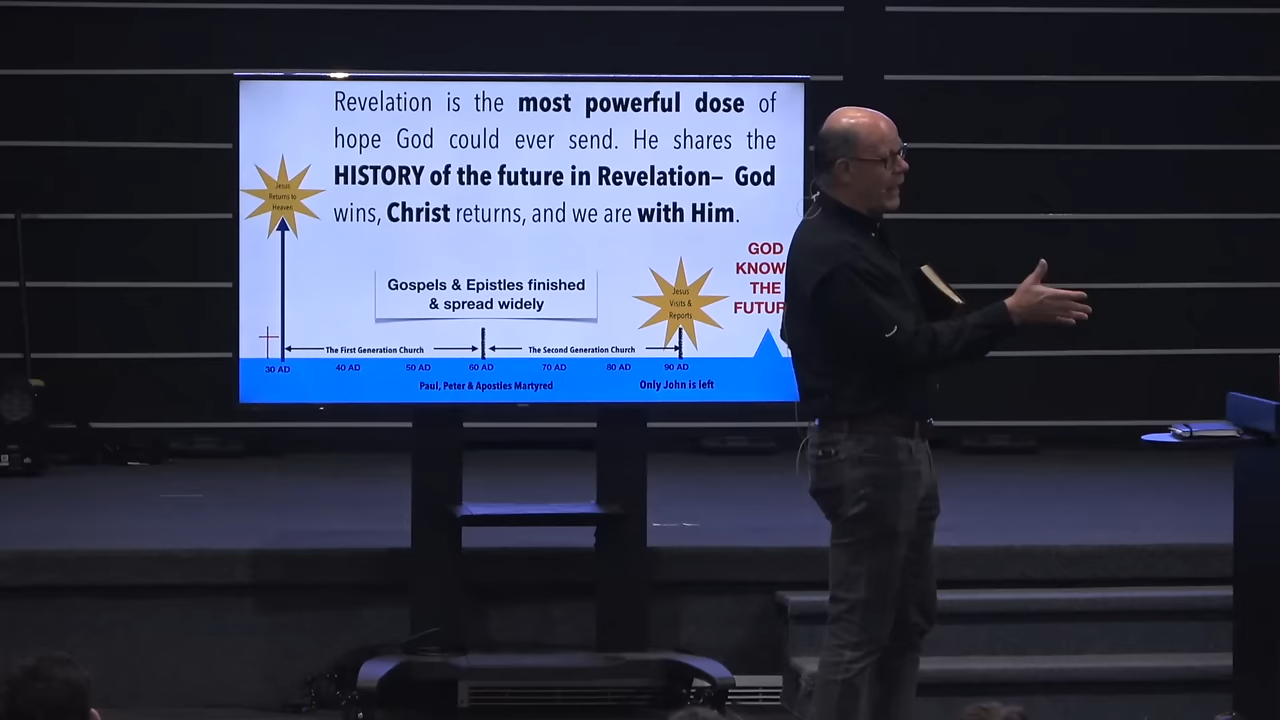 Revelation is the most powerful dose of
hope God could ever send. He shares the
HISTORY of the future in Revelation– God
wins, Christ returns, and we are with Him.
Jesus
Returns to
Heaven
GOD
KNOW
THE
FUTUR
Gospels & Epistles finished
& spread widely
Jesus
Visits &
Reports
The First Generation Church
The Second Generation Church
30 AD 40 AD 50 AD 60 AD 70 AD 80 AD 90 AD
Paul, Peter & Apostles Martyred
Only John is left